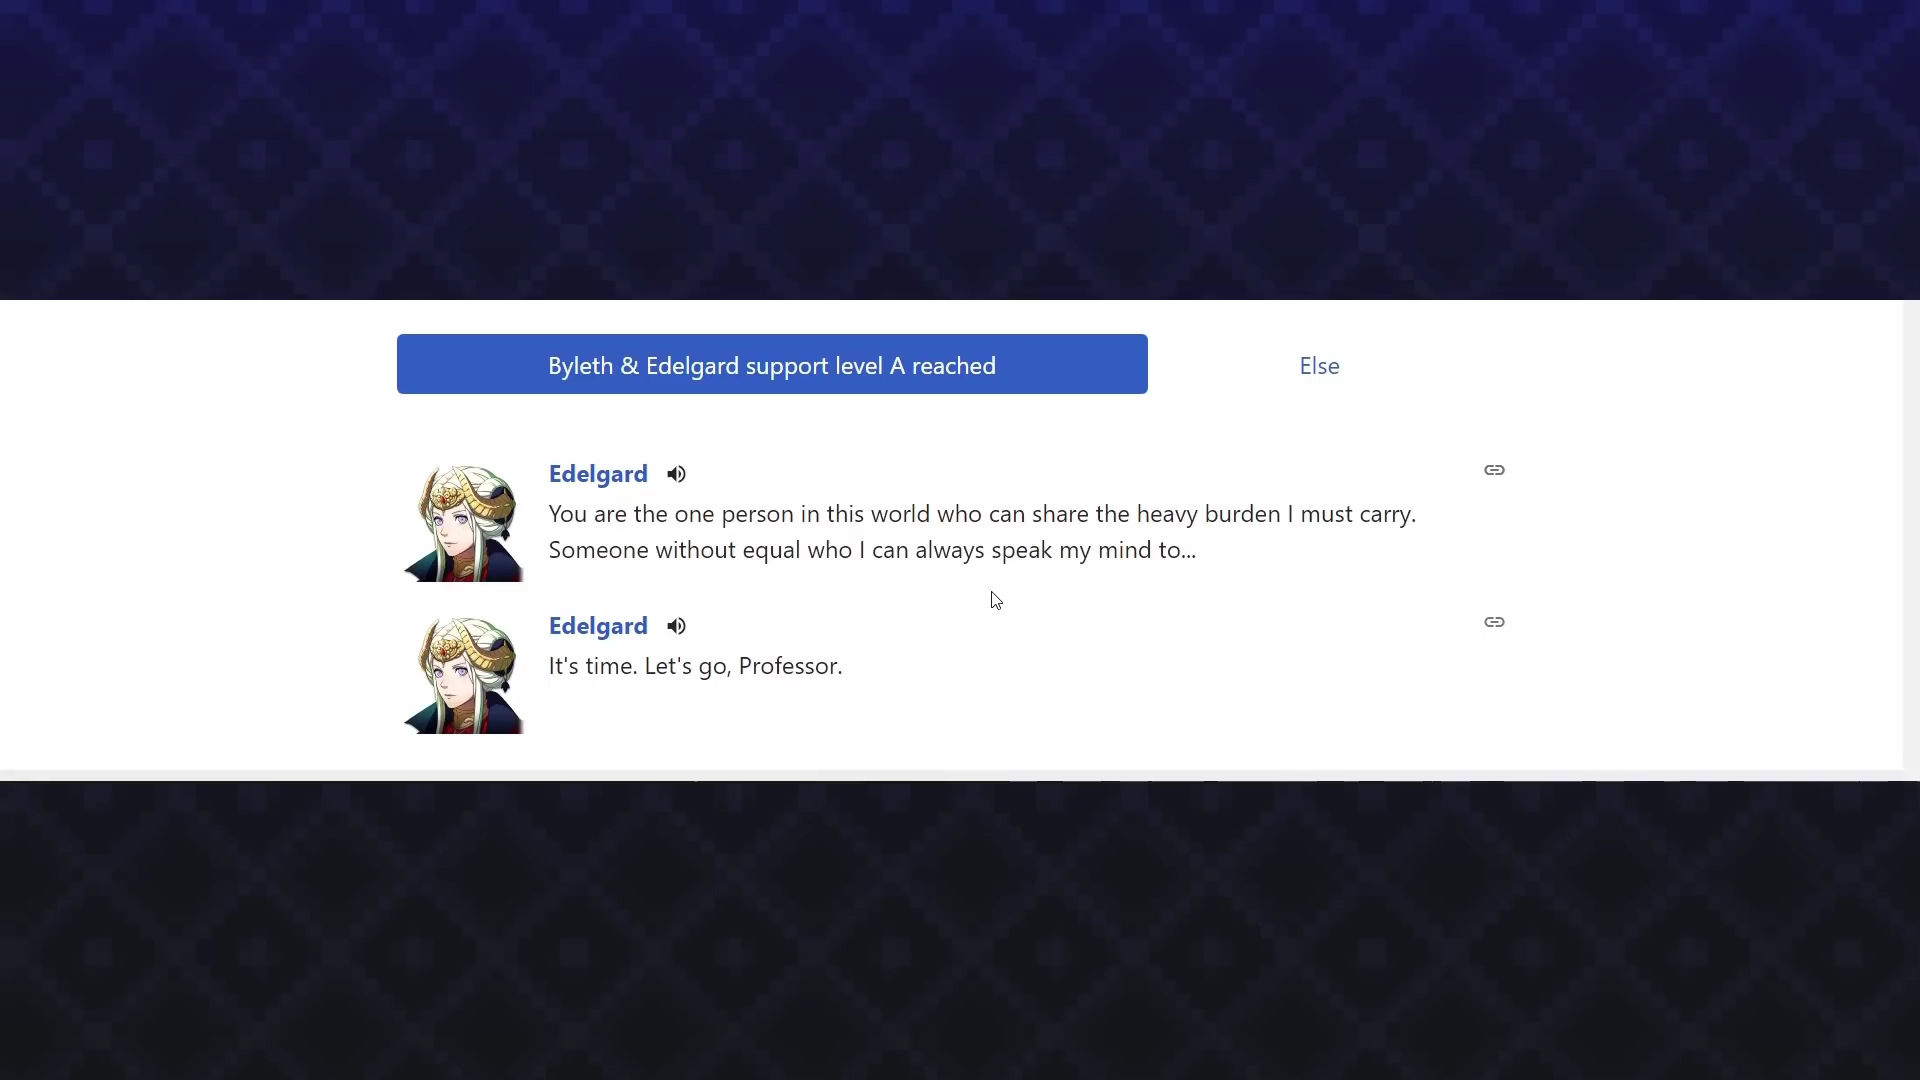 Byleth & Edelgard support level A reached
Else
Edelgard
You are the one person in this world who can share the heavy burden I must carry.
Someone without equal who I can always speak my mind to...
Edelgard
It's time. Let's go, Professor.